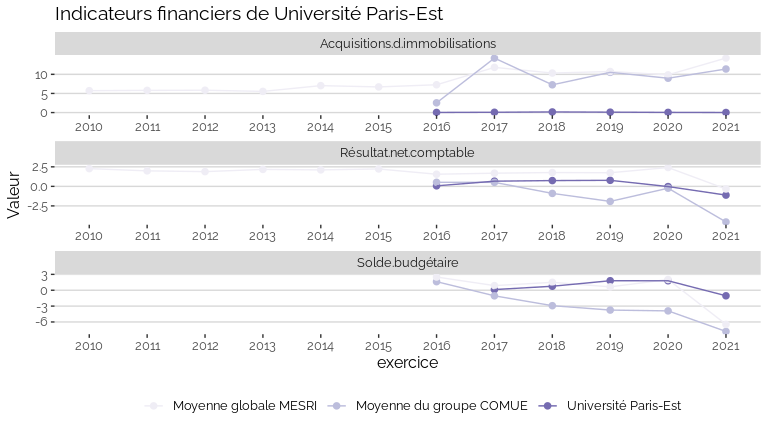 Indicateurs financiers de Université Paris-Est
Acquisitions.d.immobilisations
10
5
0
2010 2011 2012 2013 2014 2015 2016 2017 2018 2019 2020 2021
Résultat.net.comptable
2.5
0.0
-2.5
2010 2011 2012 2013 2014 2015 2016 2017 2018 2019 2020 2021
Solde.budgétaire
3
0
-3
-6
2010 2011 2012 2013 2014 2015 2016 2017 2018 2019 2020 2021
Valeur
exercice
Moyenne globale MESRI Moyenne du groupe COMUE Université Paris-Est